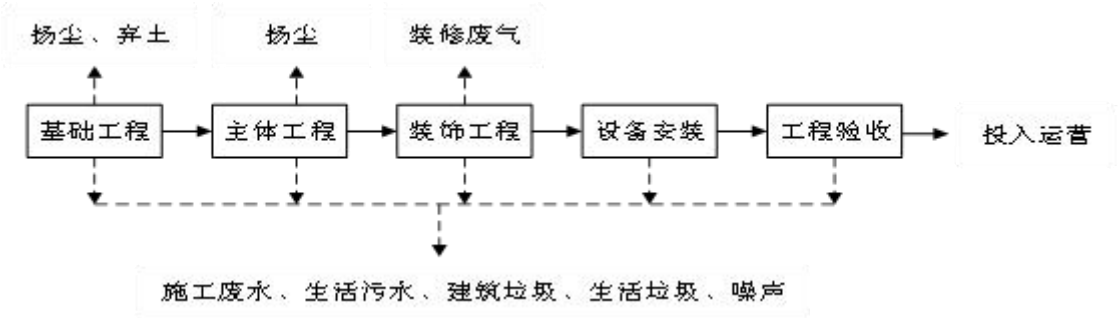 扬尘、弃土
扬尘
装修废气
基础工程
主体工程
装饰工程
设备安装
工程验收
投入运营
施工废水、生活污水、建筑垃圾、生活垃圾、噪声